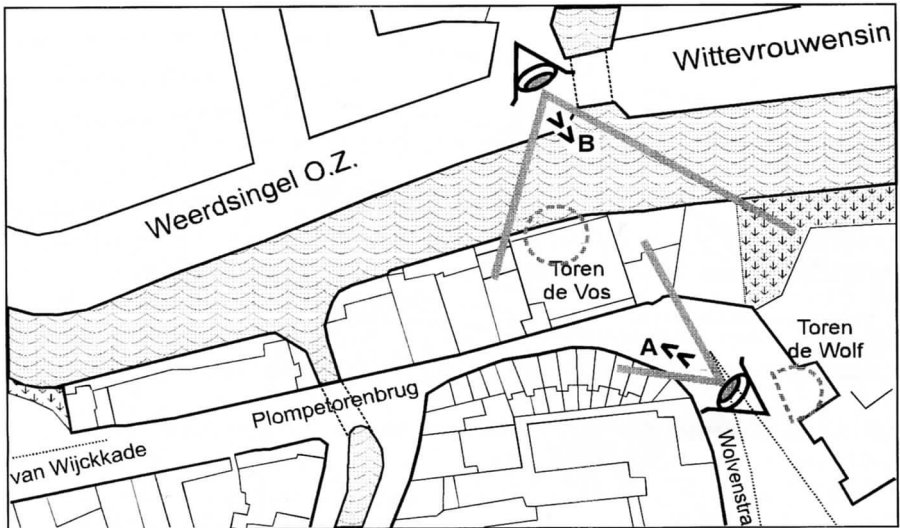 Wittevrouwensin
B
Weerdsingel O.Z.
Toren
de Vos
Toren
de Wolf
A
Plompetorenbrug
van Wijckkade
Wolvenstra